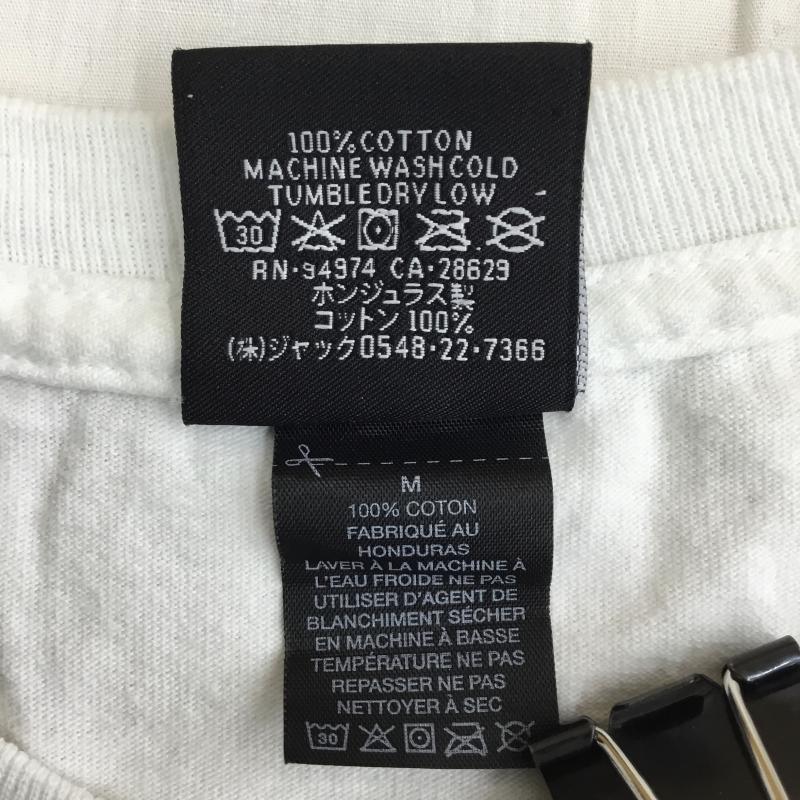 100% COTTON
MACHINE WASH COLD
TUMBLE DRY LOW
30
RN·94974 CA·28629
ホンジュラス製
コットン 100%
(株)ジャック0548·22·7366
M
100% COTON
FABRIQUÉ AU
HONDURAS
LAVER À LA MACHINE À
L'EAU FROIDE NE PAS
UTILISER D'AGENT DE
BLANCHIMENT SÉCHER
EN MACHINE À BASSE
TEMPÉRATURE NE PAS
REPASSER NE PAS
NETTOYER À SEC
30